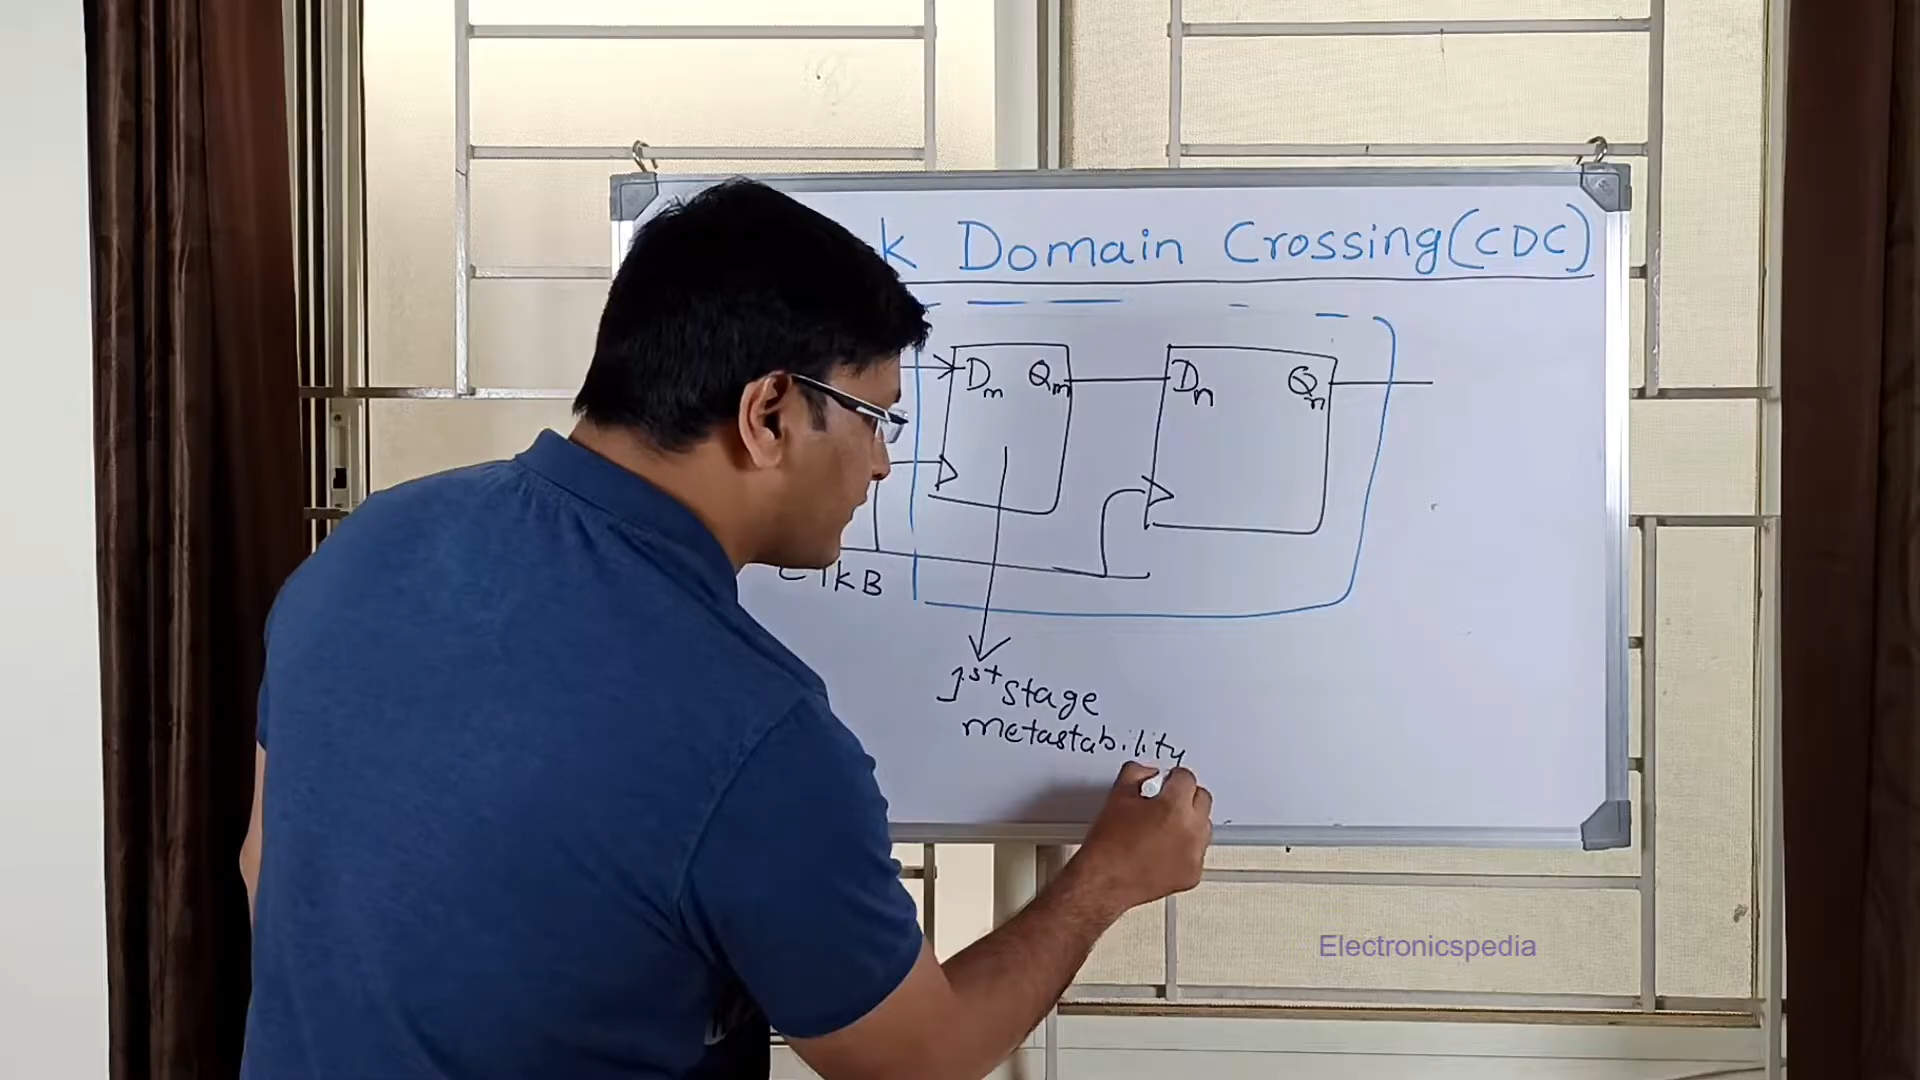 k Domain Crossing(CDC)
Dm Qm Dn Qn
ClkB
1st stage
metastability
Electronicspedia